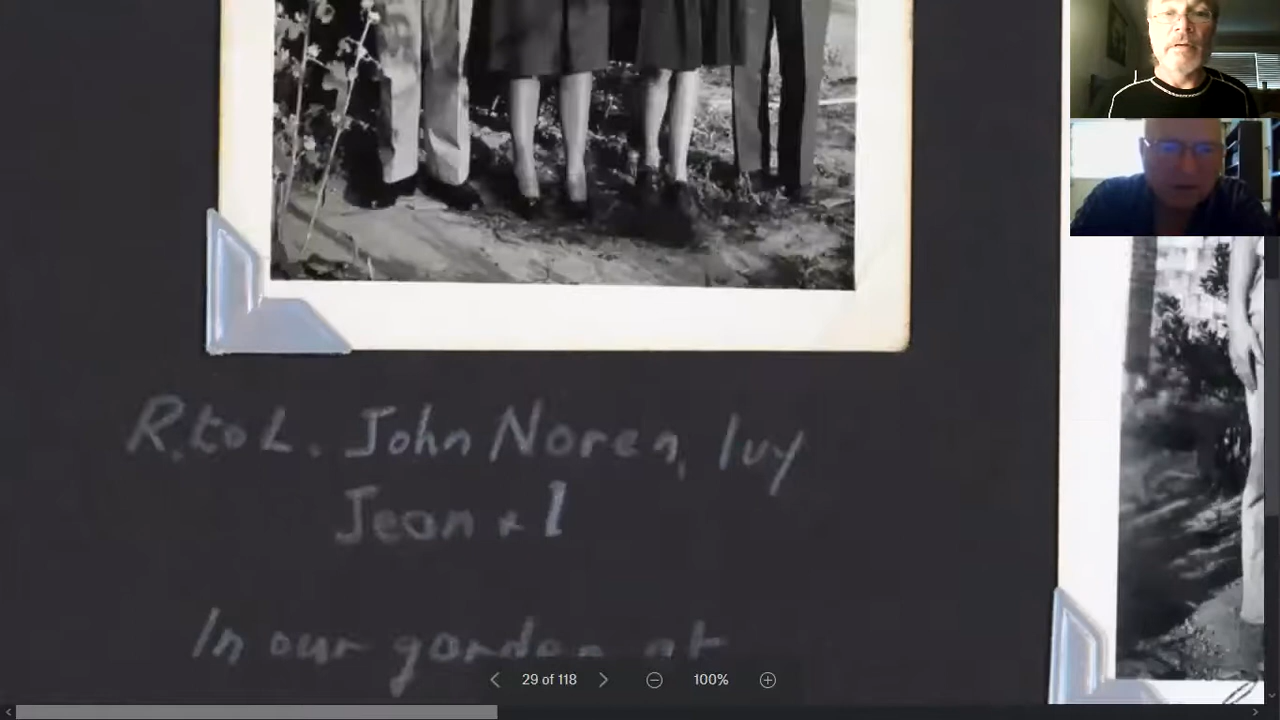 R. to L. John Noren, Ivy
Jean + I
In our garden at
29 of 118
100%